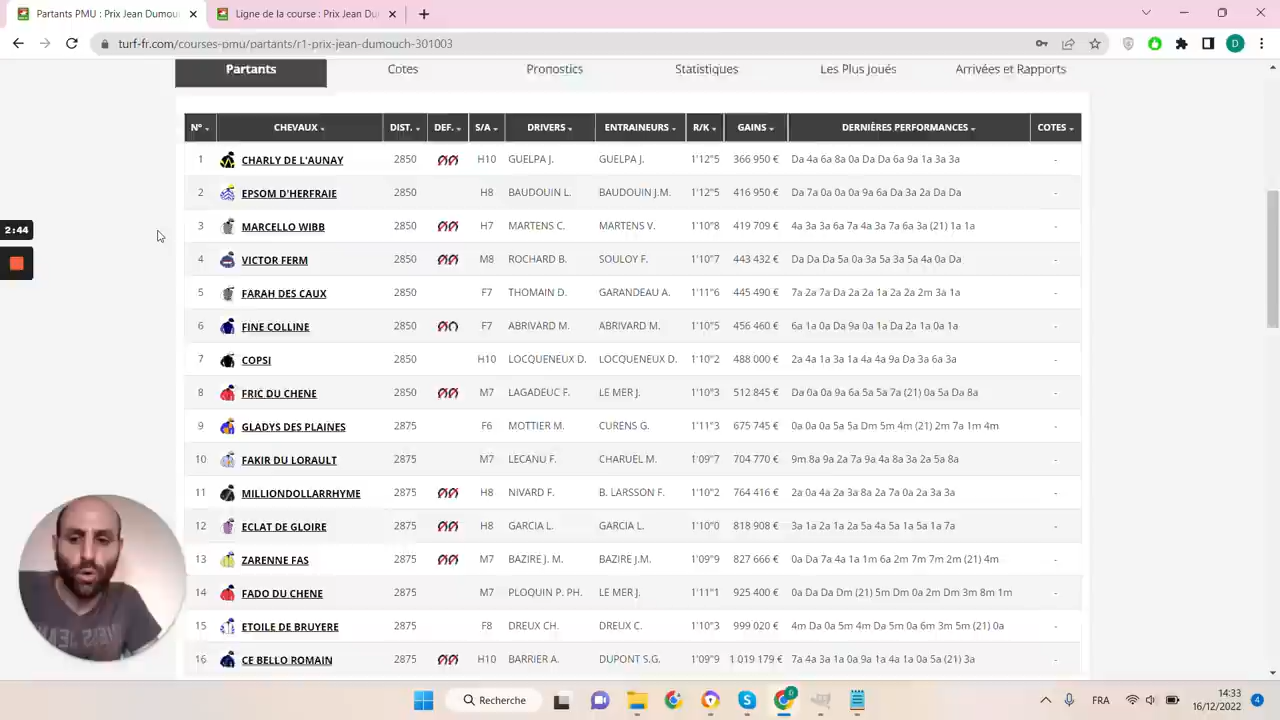 Partants PMU : Prix Jean Dumou
Ligne de course : Prix Jean Du
turf-fr.com/courses-pmu/partants/r1-prix-jean-dumouch-301003
D
Partants Cotes Pronostics Statistiques Les Plus joués Arrivées et Rapports
N° CHEVAUX DIST. DEF. S/A DRIVERS ENTRAINEURS R/K GAINS DERNIÈRES PERFORMANCES COTES
1 CHARLY DE L'AUNAY 2850 H10 GUELPA J. GUELPA J. 1'12"5 366 950 € Da 4a 6a 8a 0a Da Da 6a 9a 1a 3a 3a -
2 EPSOM D'HERFRAIE 2850 H8 BAUDOUIN L. BAUDOUIN J.M. 1'12"5 416 950 € Da 7a 0a 0a 0a 9a 6a Da 3a 2a Da Da -
3 MARCELLO WIBB 2850 H7 MARTENS C. MARTENS V. 1'10"8 419 709 € 4a 3a 3a 6a 7a 4a 3a 7a 6a 3a (21) 1a 1a -
4 VICTOR FERM 2850 M8 ROCHARD B. SOULOY F. 1'10"7 443 432 € Da Da Da 5a 0a 3a 5a 3a 5a 4a 0a Da -
5 FARAH DES CAUX 2850 F7 THOMAIN D. GARANDEAU A. 1'11"6 445 490 € 7a 2a 7a Da 2a 2a 1a 2a 2a 2m 3a 1a -
6 FINE COLLINE 2850 F7 ABRIVARD M. ABRIVARD M. 1'10"5 456 460 € 6a 1a 0a Da 9a 0a 1a Da 2a 1a 0a 1a -
7 COPSI 2850 H10 LOCQUENEUX D. LOCQUENEUX D. 1'10"2 488 000 € 2a 4a 1a 3a 1a 4a 4a 9a Da 3a 6a 3a -
8 FRIC DU CHENE 2850 M7 LAGADEUC F. LE MER J. 1'10"3 512 845 € Da 0a 0a 9a 6a 5a 5a 7a (21) 0a 5a Da 8a -
9 GLADYS DES PLAINES 2875 F6 MOTTIER M. CURENS G. 1'11"3 675 745 € 0a 0a 0a 5a 5a Dm 5m 4m (21) 2m 7a 1m 4m -
10 FAKIR DU LORAULT 2875 M7 LECANU F. CHARUEL M. 1'09"7 704 770 € 9m 8a 9a 2a 7a 9a 4a 8a 3a 2a 5a 8a -
11 MILLIONDOLLARRHYME 2875 H8 NIVARD F. B. LARSSON F. 1'10"2 764 416 € 2a 0a 4a 2a 3a 8a 2a 7a 0a 2a 3a 3a -
12 ECLAT DE GLOIRE 2875 H8 GARCIA L. GARCIA L. 1'10"0 818 908 € 3a 1a 2a 1a 2a 5a 4a 5a 1a 5a 1a 7a -
13 ZARENNE FAS 2875 M7 BAZIRE J. M. BAZIRE J.M. 1'09"9 827 666 € 0a Da 7a 4a 1a 1m 6a 2m 7m 7m 2m (21) 4m -
14 FADO DU CHENE 2875 M7 PLOQUIN P. PH. LE MER J. 1'11"1 925 400 € 0a Da Da Dm (21) 5m Dm 0a 2m Dm 3m 8m 1m -
15 ETOILE DE BRUYERE 2875 F8 DREUX CH. DREUX C. 1'10"3 999 020 € 4m Da 0a 5m 4m Da 5m 0a 6m 3m 5m (21) 0a -
16 CE BELLO ROMAIN 2875 H10 BARRIER A. DUPONT S.G. 1'09"9 1 019 179 € 7a 4a 3a 1a 0a 9a 1a 4a 1a 0a 5a (21) 3a -
2:44
Recherche
FRA
14:33
16/12/2022
4